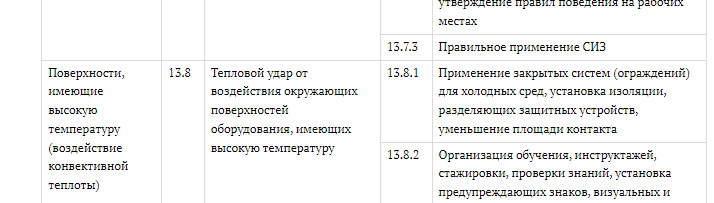 утверждение правил поведения на рабочих
местах
13.7.3 Правильное применение СИЗ
Поверхности,
имеющие
высокую
температуру
(воздействие
конвективной
теплоты)
13.8
Тепловой удар от
воздействия окружающих
поверхностей
оборудования, имеющих
высокую температуру
13.8.1
Применение закрытых систем (ограждений)
для холодных сред, установка изоляции,
разделяющих защитных устройств,
уменьшение площади контакта
13.8.2
Организация обучения, инструктажей,
стажировки, проверки знаний, установка
предупреждающих знаков, визуальных и